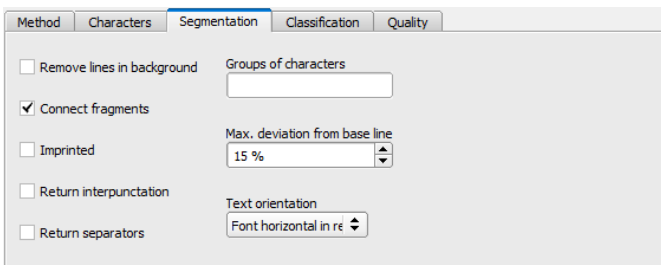 Method Characters Segmentation Classification Quality
Remove lines in background
Groups of characters
Connect fragments
Max. deviation from base line
Imprinted
15 %
Return interpunctation
Text orientation
Font horizontal in re
Return separators